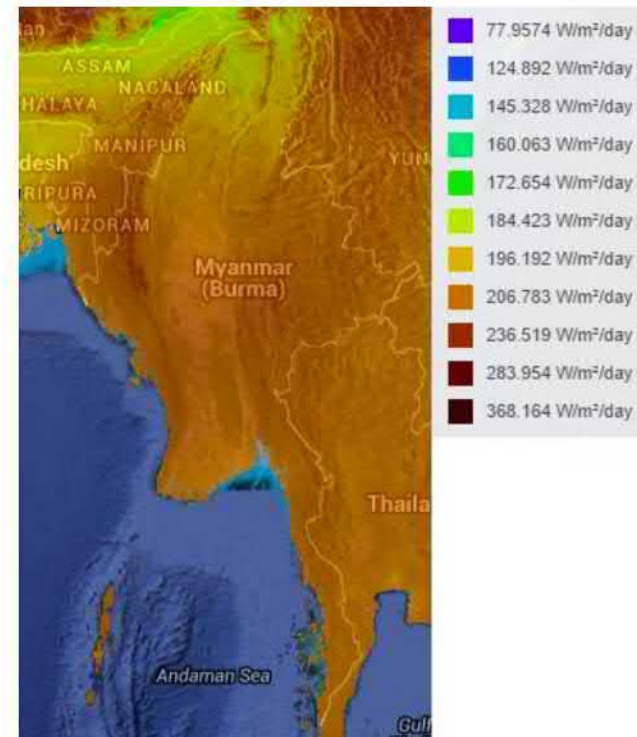 ASSAM
NAGALAND
HALAYA
MANIPUR
desh
YUN
RIPURA
MIZORAM
Myanmar
(Burma)
Thaila
Andaman Sea
Gulf
77.9574 W/m²/day
124.892 W/m²/day
145.328 W/m²/day
160.063 W/m²/day
172.654 W/m²/day
184.423 W/m²/day
196.192 W/m²/day
206.783 W/m²/day
236.519 W/m²/day
283.954 W/m²/day
368.164 W/m²/day